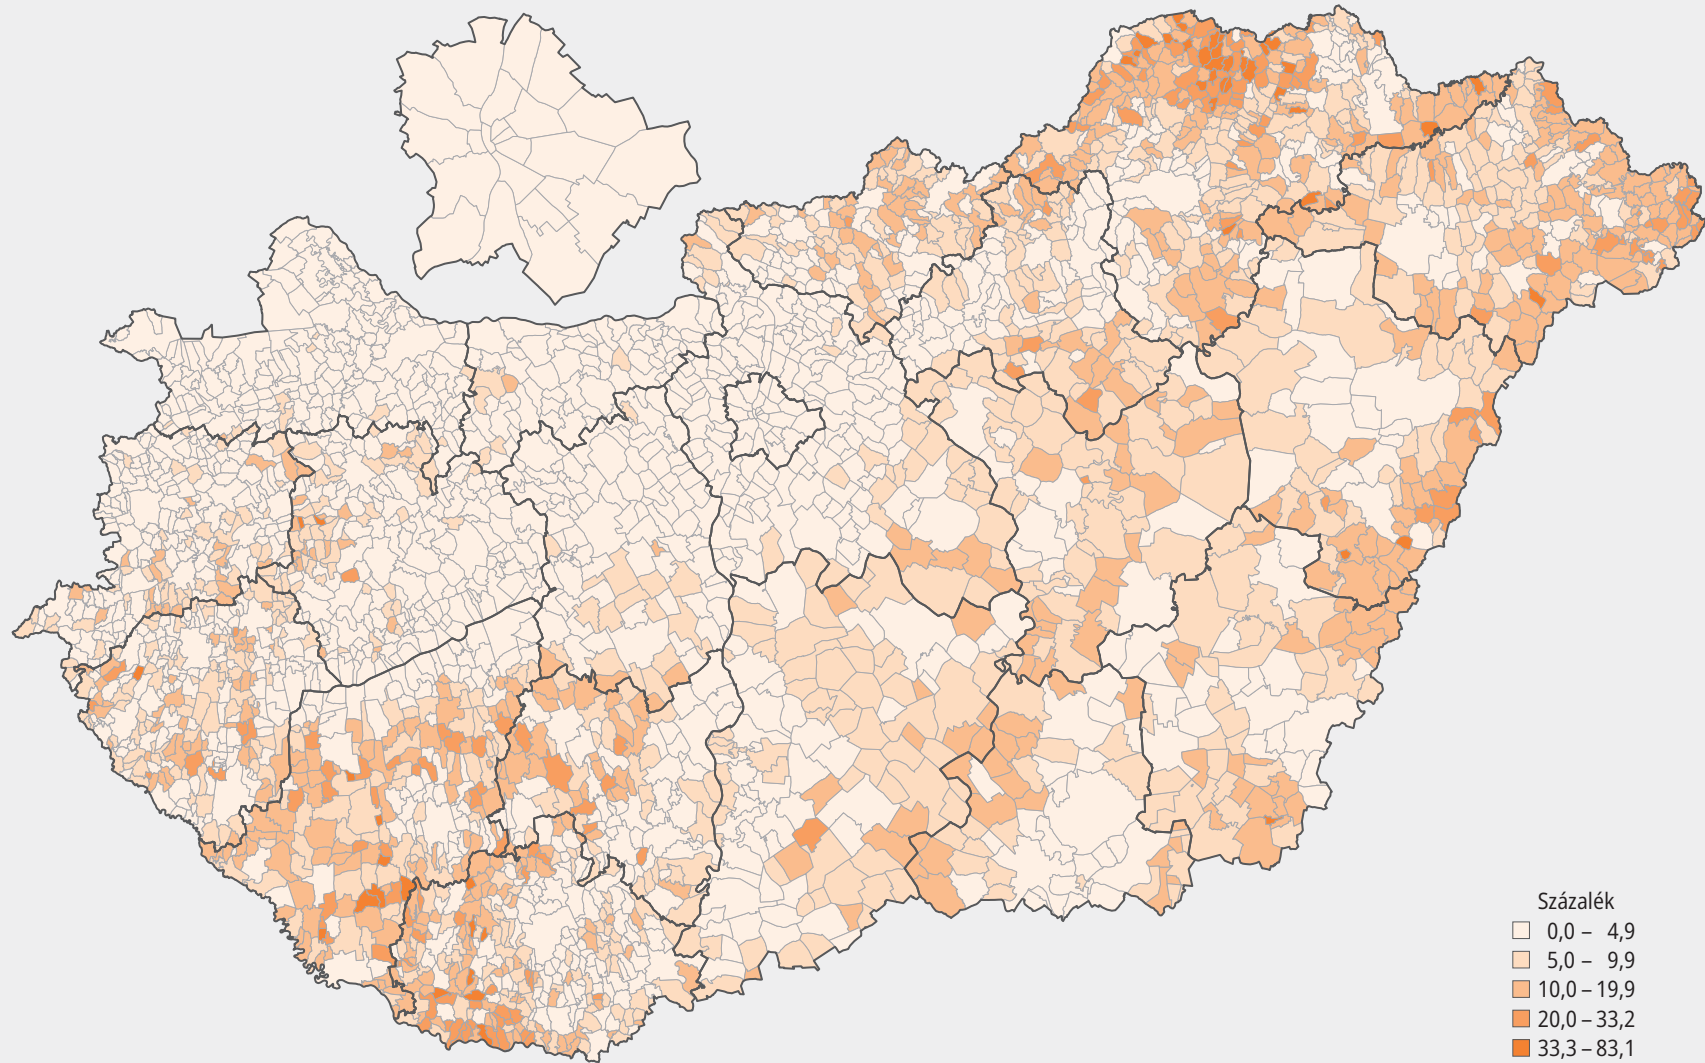 Százalék
0,0 – 4,9
5,0 – 9,9
10,0 – 19,9
20,0 – 33,2
33,3 – 83,1